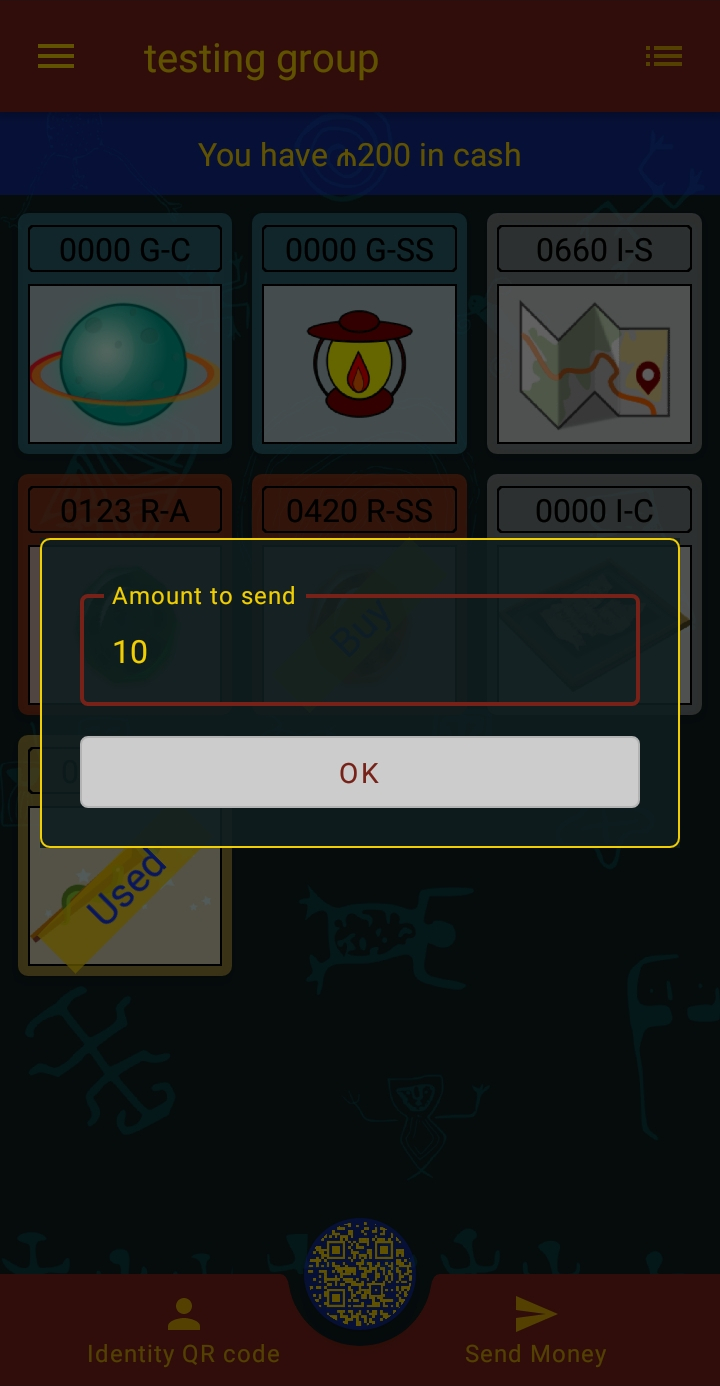 testing group
You have ₼200 in cash
0000 G-C
0000 G-SS
0660 I-S
0123 R-A
0420 R-SS
0000 I-C
Amount to send
10
Buy
OK
Used
Identity QR code
Send Money